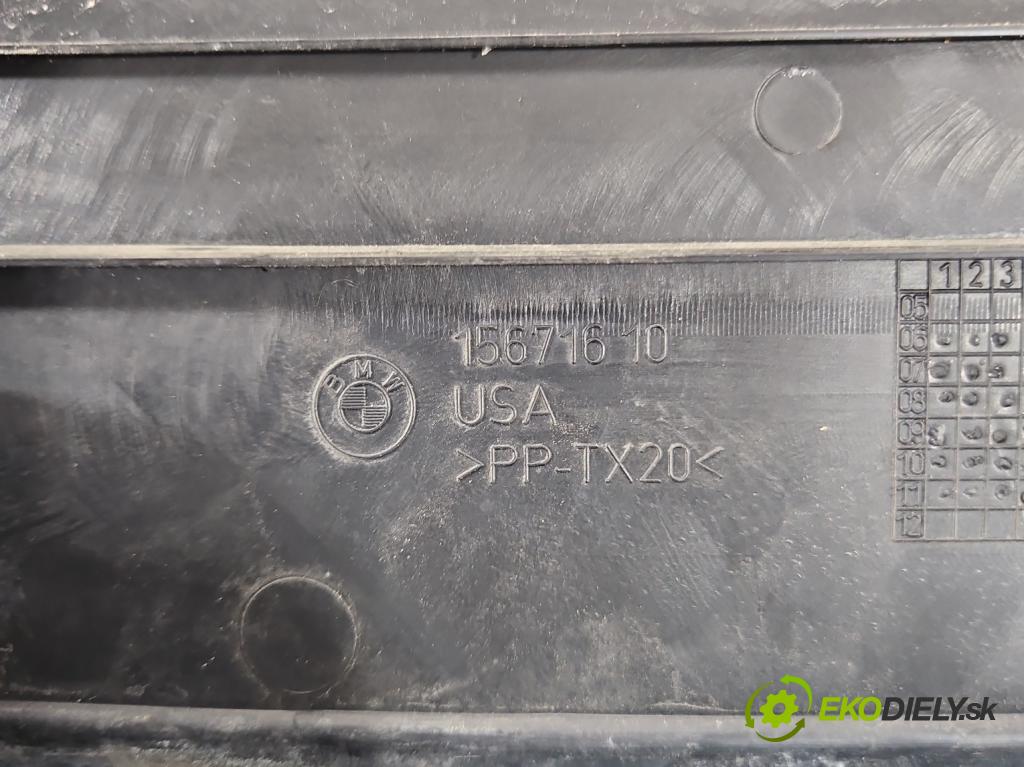 1 2 3
05
06
07
08
09
10
11
12
156716 10
BMW
USA
>PP-TX20<
EKODIELY.sk